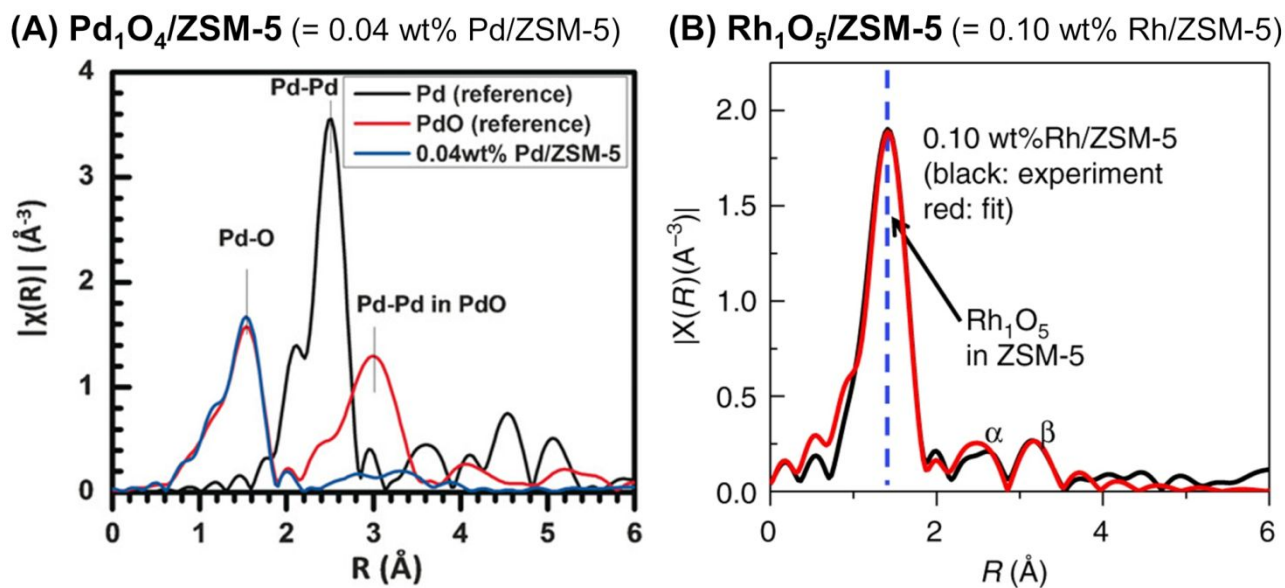 (A) Pd₁O₄/ZSM-5 (= 0.04 wt% Pd/ZSM-5)
4
3
2
1
0
|χ(R)| (Å⁻³)
Pd-Pd
Pd (reference)
PdO (reference)
0.04wt% Pd/ZSM-5
Pd-O
Pd-Pd in PdO
0 1 2 3 4 5 6
R (Å)
(B) Rh₁O₅/ZSM-5 (= 0.10 wt% Rh/ZSM-5)
2.0
1.5
1.0
0.5
0.0
|X(R)(A⁻³)|
0.10 wt%Rh/ZSM-5
(black: experiment
red: fit)
Rh₁O₅
in ZSM-5
α
β
0 2 4 6
R (Å)